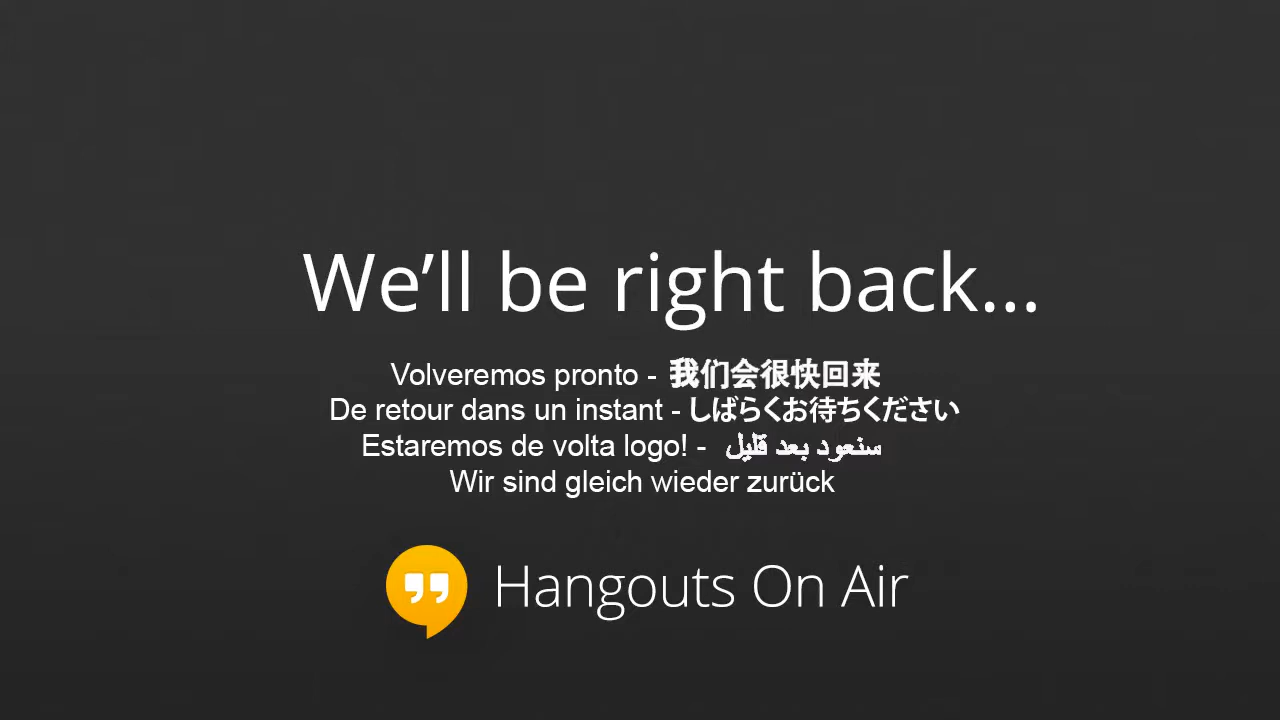 We’ll be right back...
Volveremos pronto - 我们会很快回来
De retour dans un instant - しばらくお待ちください
Estaremos de volta logo! - سنعود بعد قليل
Wir sind gleich wieder zurück
Hangouts On Air